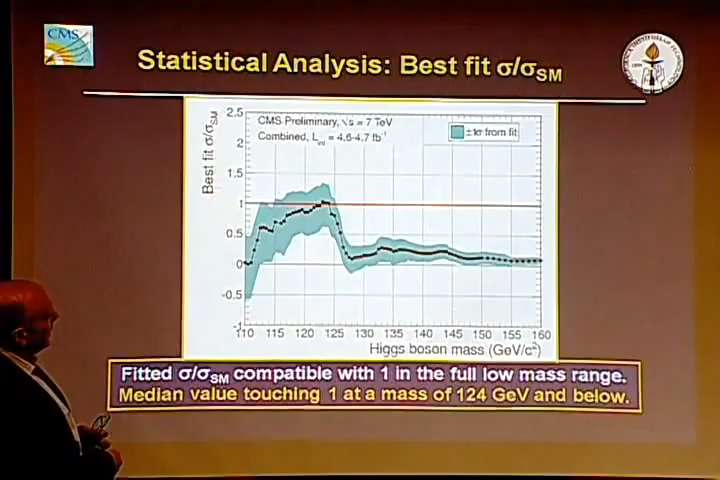 CMS
Statistical Analysis: Best fit σ/σSM
Best fit σ/σSM
2.5
2
1.5
1
0.5
0
-0.5
-1
CMS Preliminary, √s = 7 TeV
Combined, Lint = 4.6-4.7 fb-1
±1σ from fit
110 115 120 125 130 135 140 145 150 155 160
Higgs boson mass (GeV/c2)
Fitted σ/σSM compatible with 1 in the full low mass range.
Median value touching 1 at a mass of 124 GeV and below.